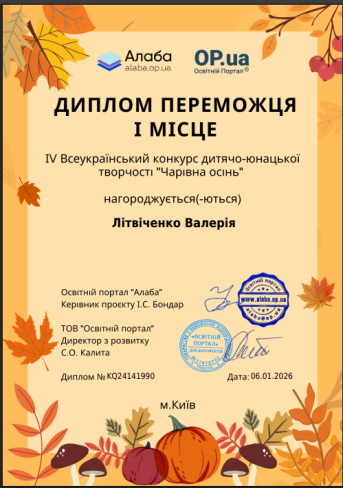 Алаба
alaba.op.ua
OP.ua
Освітній Портал®
ДИПЛОМ ПЕРЕМОЖЦЯ
І МІСЦЕ
IV Всеукраїнський конкурс дитячо-юнацької
творчості "Чарівна осінь"
нагороджується(-ються)
Літвіченко Валерія
Освітній портал "Алаба"
Керівник проєкту І.С. Бондар
www.alaba.op.ua
ТОВ "Освітній портал"
Директор з розвитку
С.О. Калита
«ОСВІТНІЙ
ПОРТАЛ»
ДЛЯ ДОКУМЕНТІВ
Диплом № KQ24141990
Дата: 06.01.2026
м.Київ